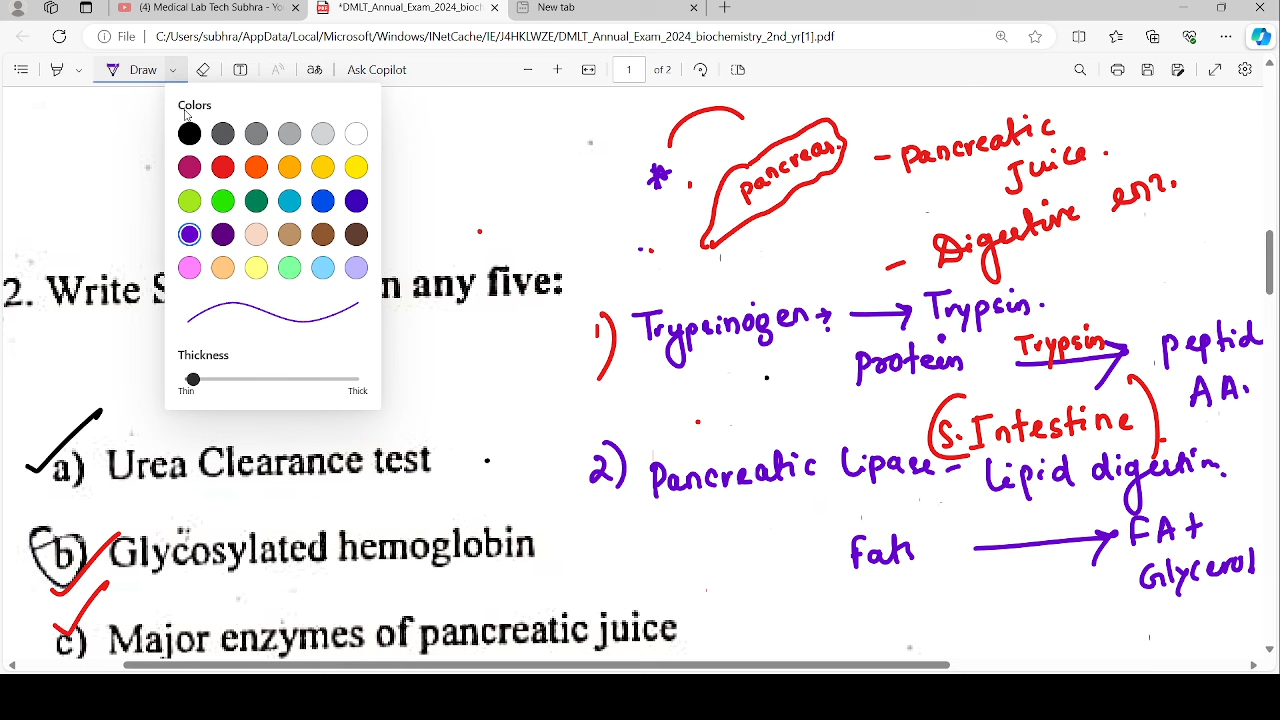 (4) Medical Lab Tech Subhra - Yo
*DMLT_Annual_Exam_2024_bioch
New tab
File
C:/Users/subhra/AppData/Local/Microsoft/Windows/INetCache/IE/J4HKLWZE/DMLT_Annual_Exam_2024_biochemistry_2nd_yr[1].pdf
Draw
Ask Copilot
1 of 2
Colors
Thickness
Thin Thick
2. Write S
n any five:
a) Urea Clearance test
b) Glycosylated hemoglobin
c) Major enzymes of pancreatic juice
* pancreas. - Pancreatic
Juice.
- Digestive enz.
1) Trypsinogen → Trypsin.
Protein Trypsin Peptid
AA.
(S. Intestine)
2) Pancreatic lipase - Lipid digestin.
Fats → FA +
Glycerol